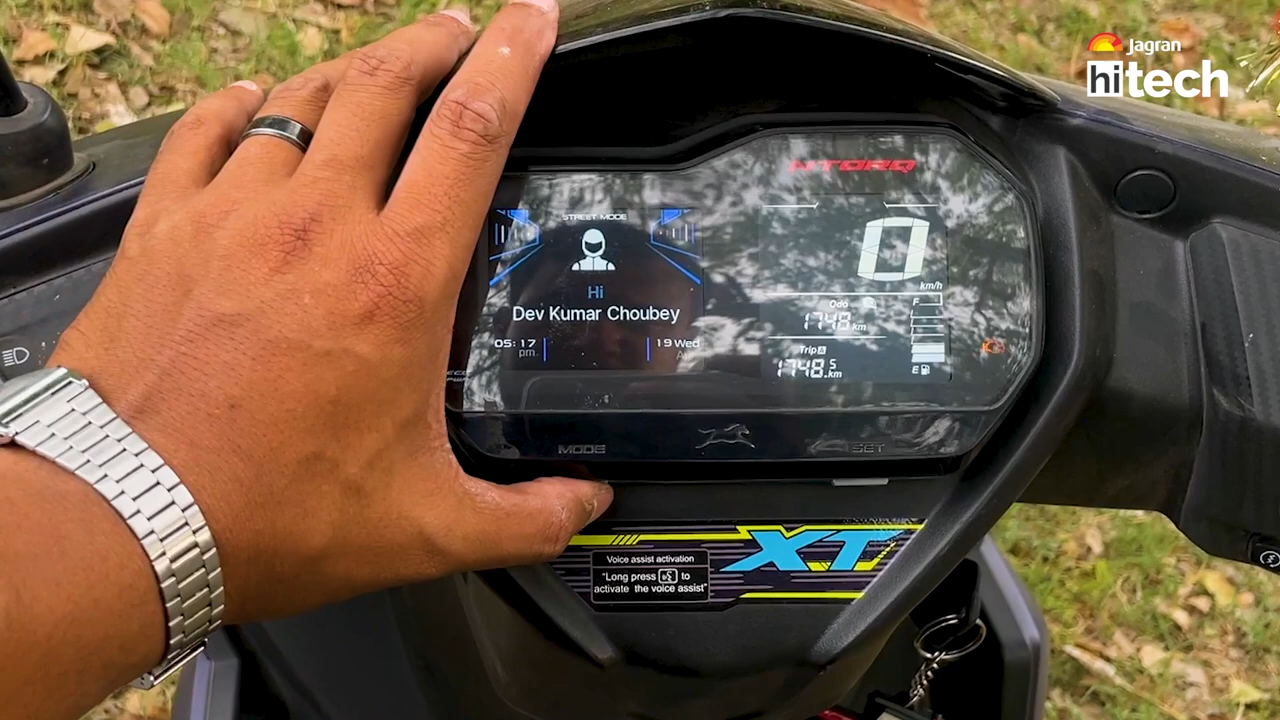 Jagran
hitech
NTORQ
STREET MODE
Hi
Dev Kumar Choubey
05:17
pm
19 Wed
0
km/h
Odo
1748 km
Trip A
1748.5 km
F
E
MODE
SET
XT
Voice assist activation
"Long press to
activate the voice assist"